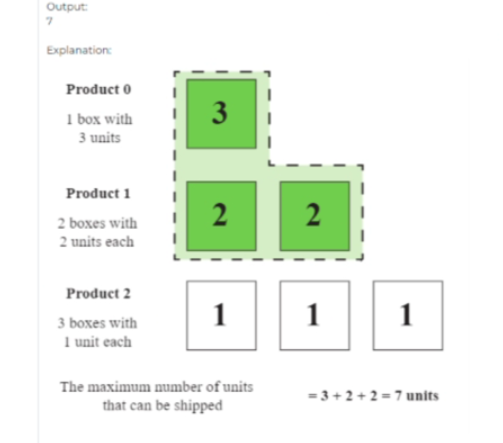 Output:
7
Explanation:
Product 0
1 box with
3 units
3
Product 1
2 boxes with
2 units each
2 2
Product 2
3 boxes with
1 unit each
1 1 1
The maximum number of units
that can be shipped
= 3 + 2 + 2 = 7 units